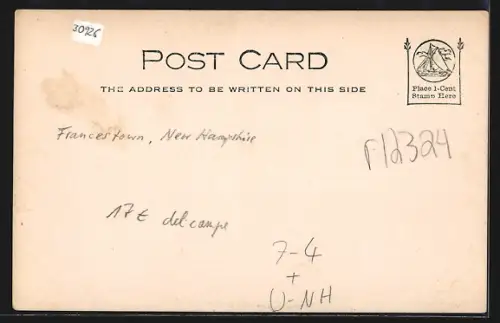 30926
POST CARD
THE ADDRESS TO BE WRITTEN ON THIS SIDE
Place 1-Cent
Stamp Here
Francestown, New Hampshire
F12324
17€ delcampe
7-4
+
U-NH